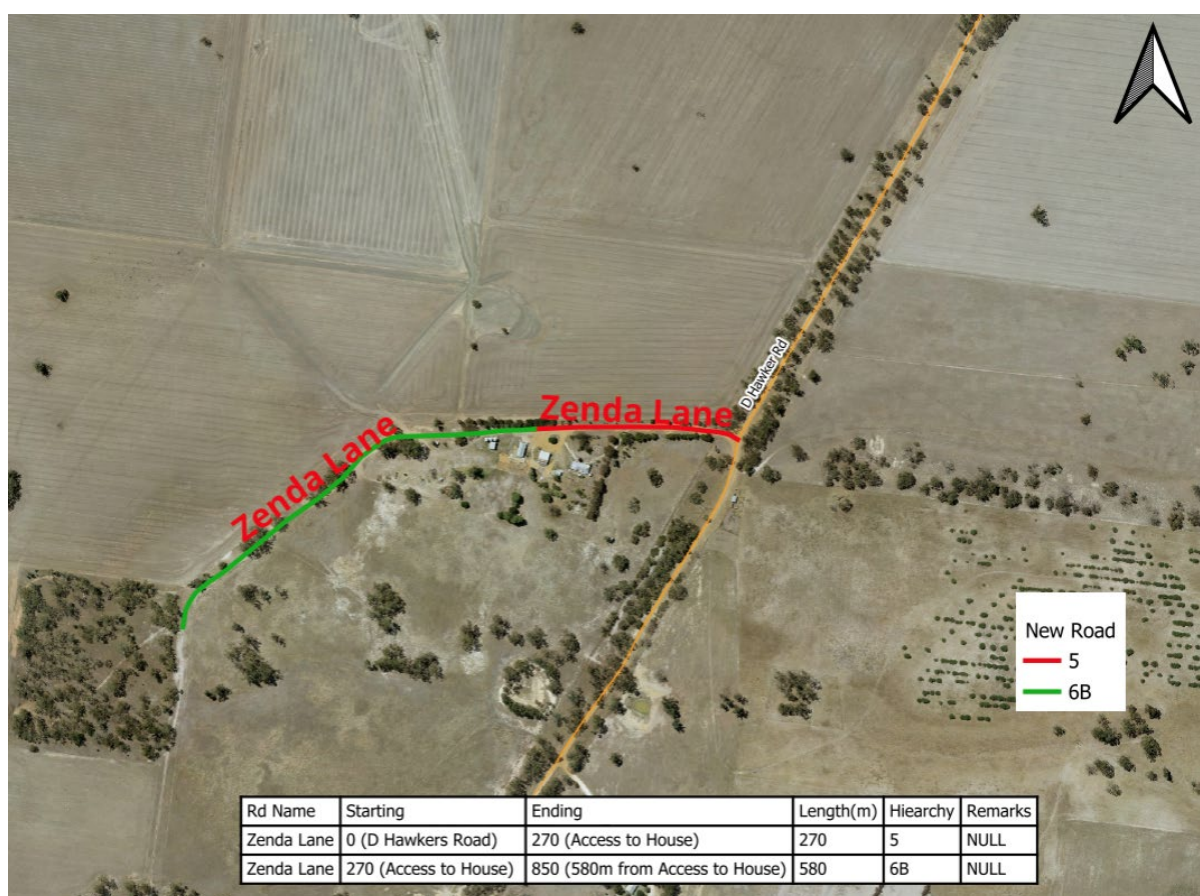 Zenda Lane
Zenda Lane
D Hawker Rd
New Road
5
6B
Rd Name Starting Ending Length(m) Hiearchy Remarks
Zenda Lane 0 (D Hawkers Road) 270 (Access to House) 270 5 NULL
Zenda Lane 270 (Access to House) 850 (580m from Access to House) 580 6B NULL